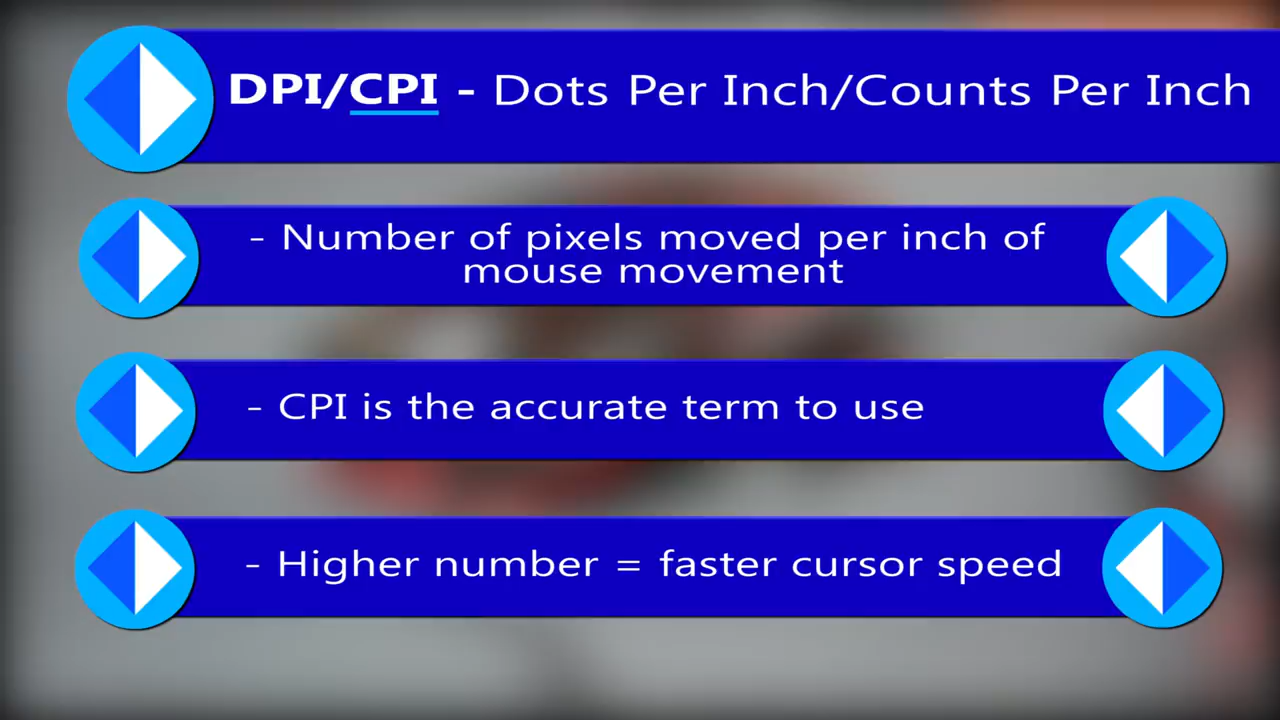 DPI/CPI - Dots Per Inch/Counts Per Inch
- Number of pixels moved per inch of
mouse movement
- CPI is the accurate term to use
- Higher number = faster cursor speed